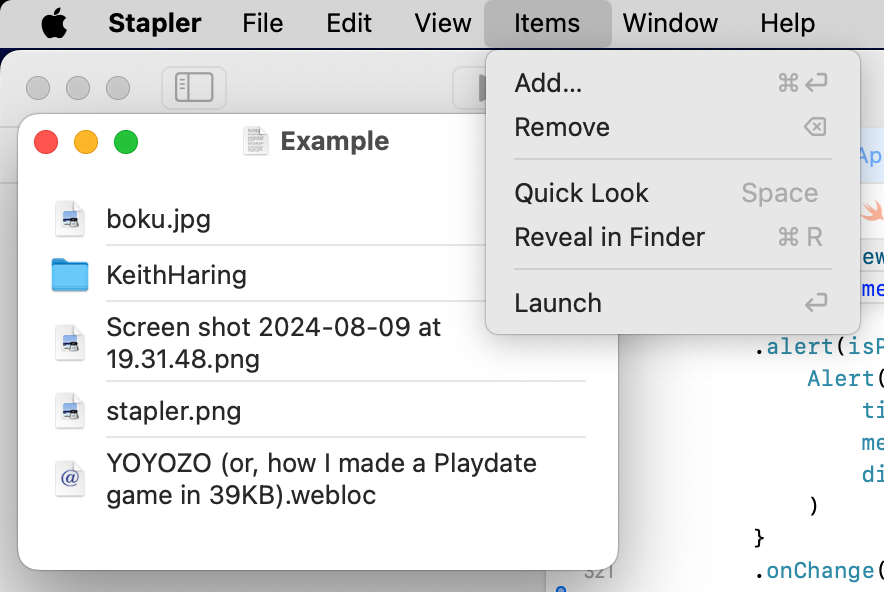 Stapler File Edit View Items Window Help
Add... ⌘ ↩
Remove ⌫
Quick Look Space
Reveal in Finder ⌘ R
Launch ↩
Example
boku.jpg
KeithHaring
Screen shot 2024-08-09 at
19.31.48.png
stapler.png
YOYOZO (or, how I made a Playdate
game in 39KB).webloc
Ap
ew
me
.alert(isP
Alert(
ti
me
di
)
}
.onChange(
321